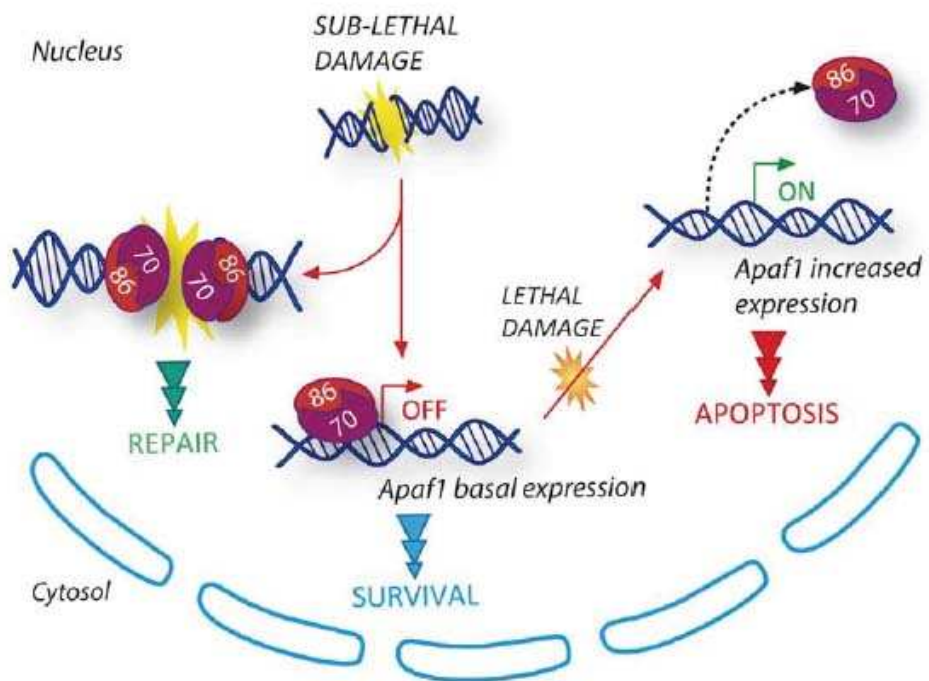 Nucleus
SUB-LETHAL
DAMAGE
86
70
ON
Apaf1 increased
expression
86
70
70
86
LETHAL
DAMAGE
86
70
OFF
REPAIR
APOPTOSIS
Apaf1 basal expression
Cytosol
SURVIVAL